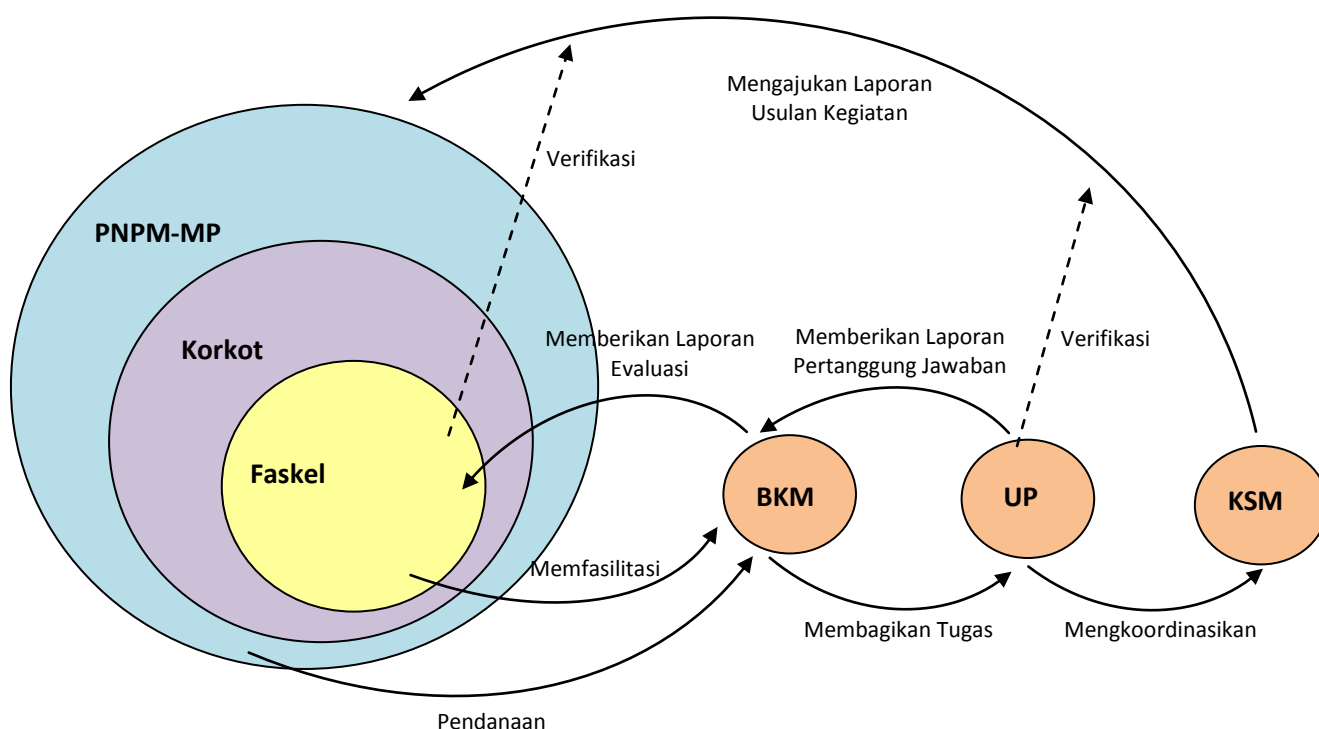 Mengajukan Laporan
Usulan Kegiatan
Verifikasi
PNPM-MP
Korkot
Memberikan Laporan
Evaluasi
Memberikan Laporan
Pertanggung Jawaban
Verifikasi
Faskel
BKM
UP
KSM
Memfasilitasi
Membagikan Tugas
Mengkoordinasikan
Pendanaan